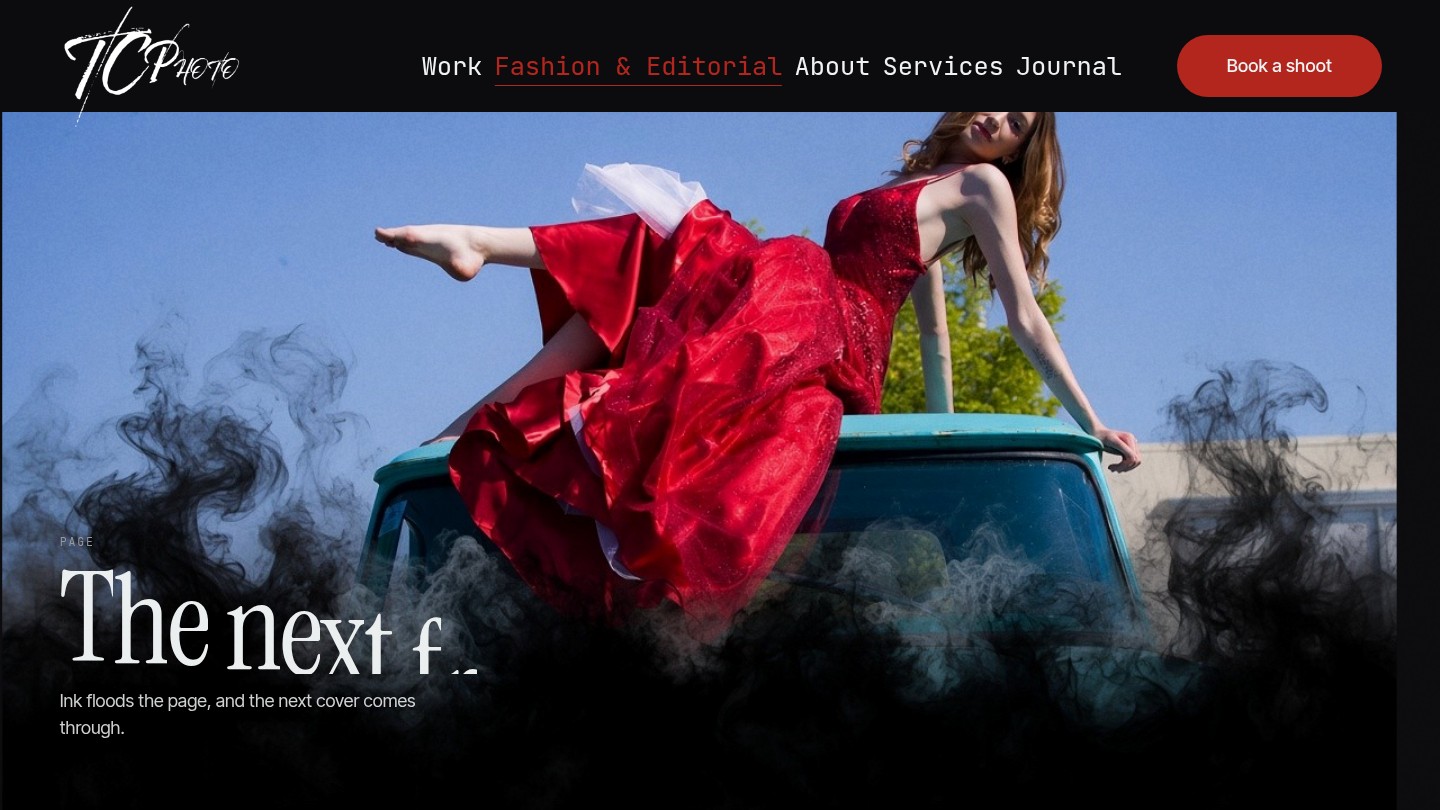 TCPHOTO
Work Fashion & Editorial About Services Journal
Book a shoot
PAGE
The next f
Ink floods the page, and the next cover comes
through.